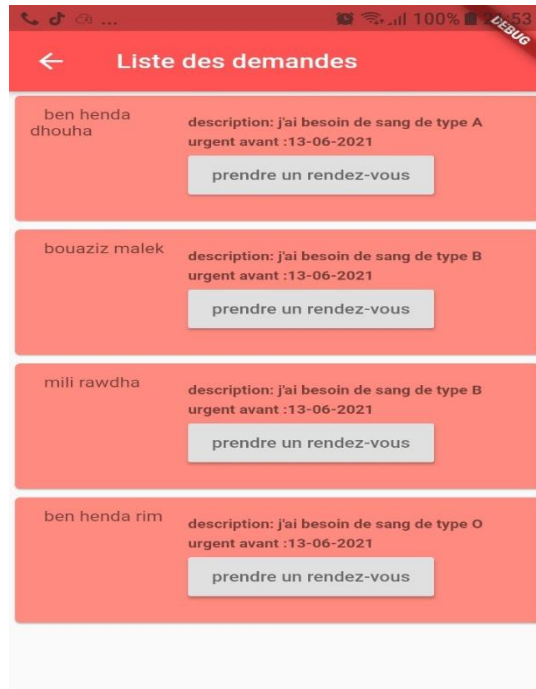 ... 100% :53
DEBUG
Liste des demandes
ben henda
dhouha
description: j'ai besoin de sang de type A
urgent avant :13-06-2021
prendre un rendez-vous
bouaziz malek
description: j'ai besoin de sang de type B
urgent avant :13-06-2021
prendre un rendez-vous
mili rawdha
description: j'ai besoin de sang de type B
urgent avant :13-06-2021
prendre un rendez-vous
ben henda rim
description: j'ai besoin de sang de type O
urgent avant :13-06-2021
prendre un rendez-vous